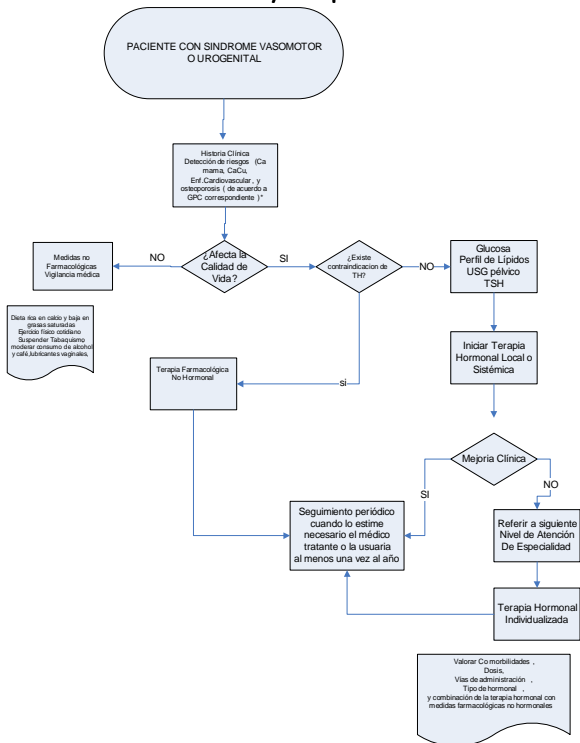 PACIENTE CON SINDROME VASOMOTOR
O UROGENITAL
Historia Clínica
Detección de riesgos (Ca
mama, CaCu,
Enf.Cardiovascular, y
osteoporosis ( de acuerdo a
GPC correspondiente )*
¿Afecta la
Calidad de
Vida?
NO
SI
Medidas no
Farmacológicas
Vigilancia médica
¿Existe
contraindicacion de
TH?
NO
Glucosa
Perfil de Lípidos
USG pélvico
TSH
Dieta rica en calcio y baja en
grasas saturadas
Ejercicio físico cotidiano
Suspender Tabaquismo
moderar consumo de alcohol
y café,lubricantes vaginales,
Iniciar Terapia
Hormonal Local o
Sistémica
Terapia Farmacológica
No Hormonal
si
Mejoria Clínica
SI
NO
Seguimiento periódico
cuando lo estime
necesario el médico
tratante o la usuaria
al menos una vez al año
Referir a siguiente
Nivel de Atención
De Especialidad
Terapia Hormonal
Individualizada
Valorar Co morbilidades ,
Dosis,
Vías de administración ,
Tipo de hormonal ,
y combinación de la terapia hormonal con
medidas farmacológicas no hormonales